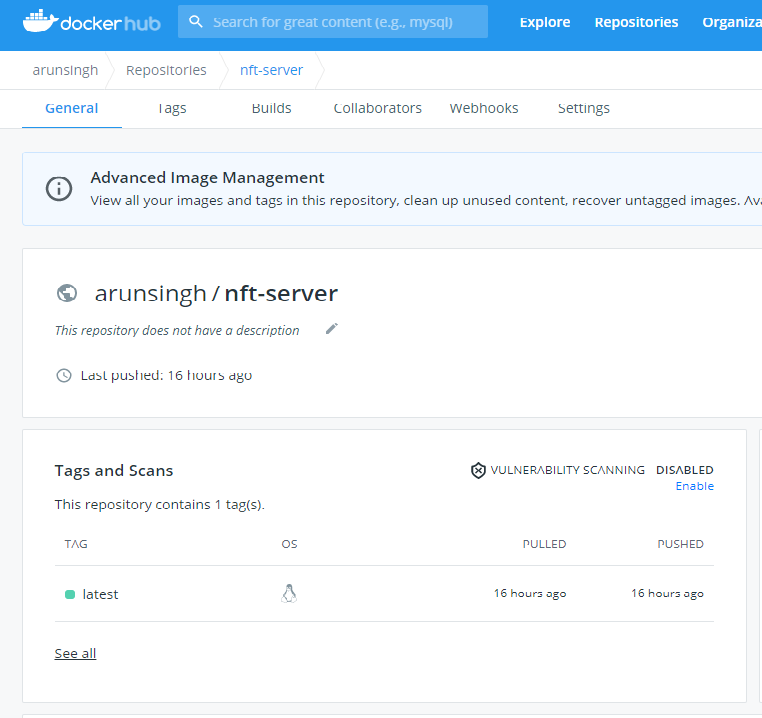 docker hub
Search for great content (e.g., mysql)
Explore
Repositories
Organiza
arunsingh
Repositories
nft-server
General
Tags
Builds
Collaborators
Webhooks
Settings
Advanced Image Management
View all your images and tags in this repository, clean up unused content, recover untagged images. Ava
arunsingh / nft-server
This repository does not have a description
Last pushed: 16 hours ago
Tags and Scans
VULNERABILITY SCANNING DISABLED
Enable
This repository contains 1 tag(s).
TAG
OS
PULLED
PUSHED
latest
16 hours ago
16 hours ago
See all